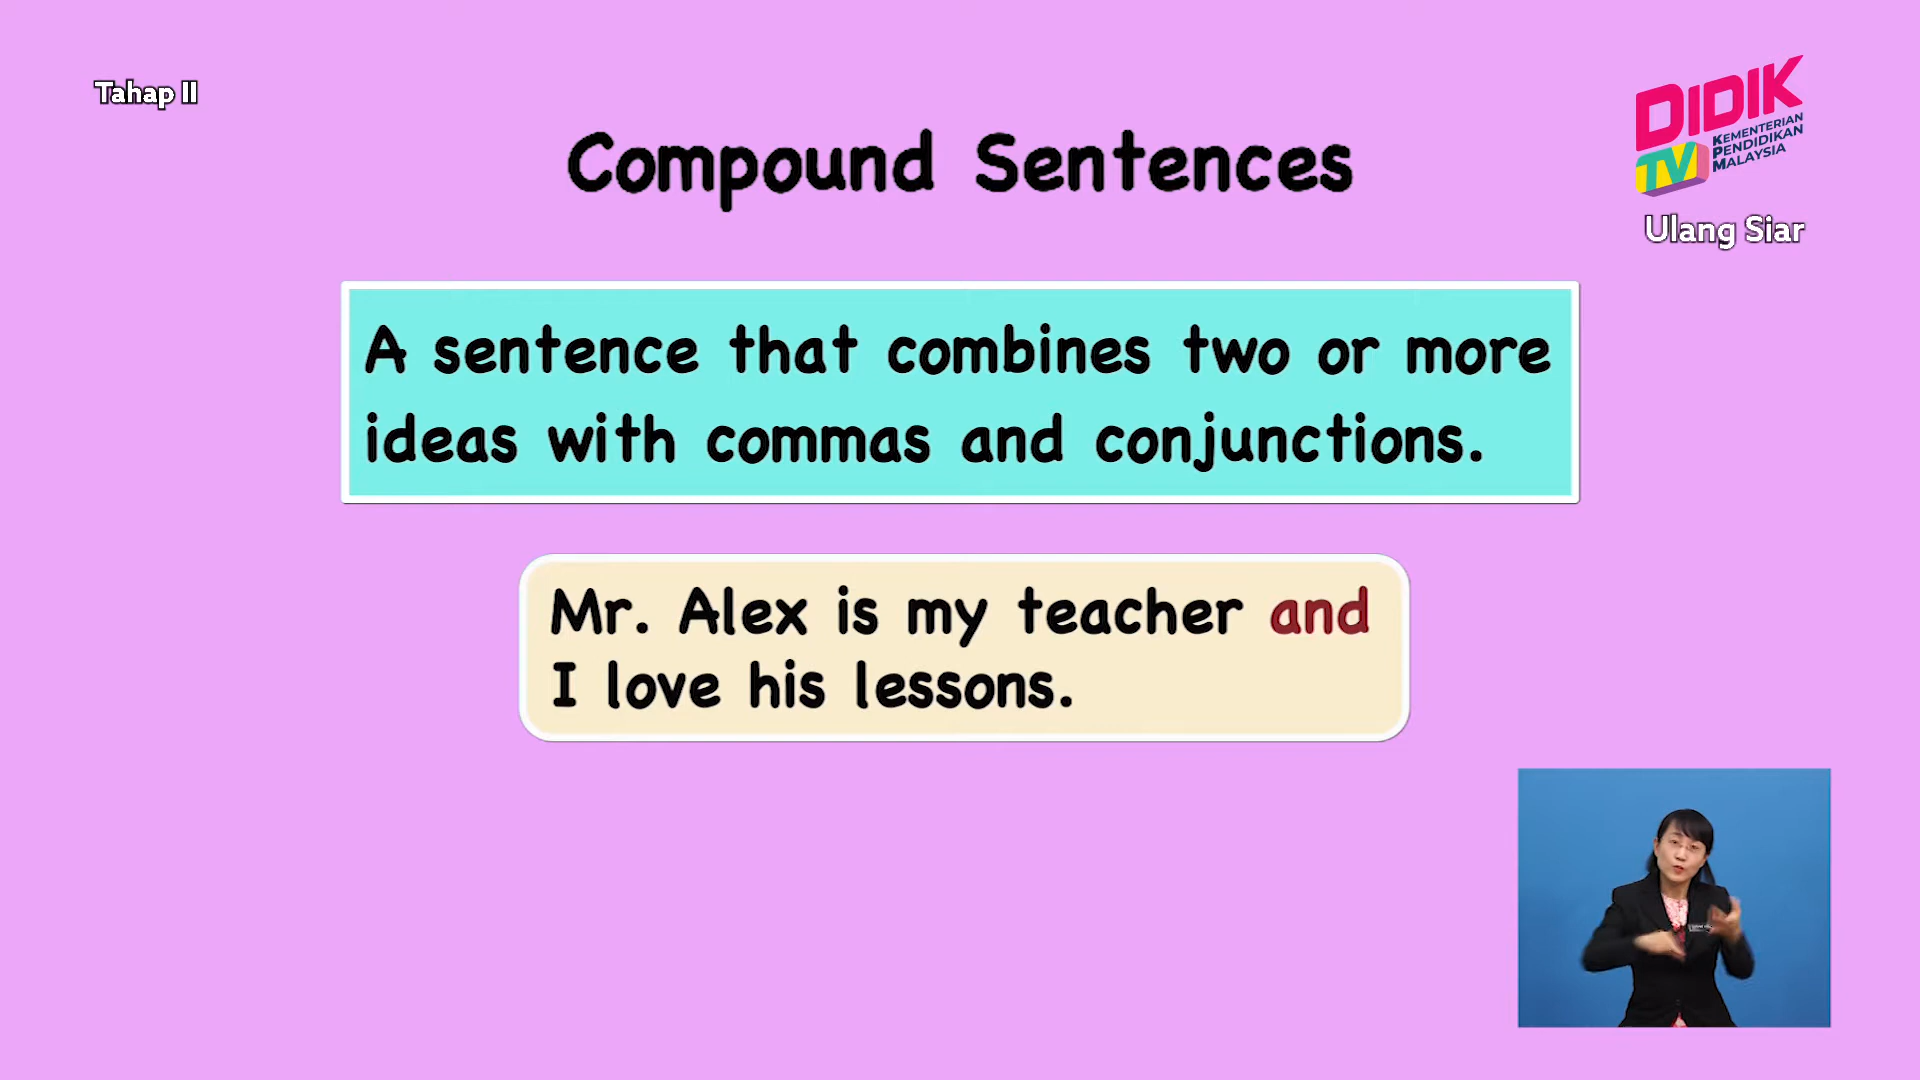 Tahap II
DIDIK
TV
KEMENTERIAN
PENDIDIKAN
MALAYSIA
Ulang Siar
Compound Sentences
A sentence that combines two or more
ideas with commas and conjunctions.
Mr. Alex is my teacher and
I love his lessons.